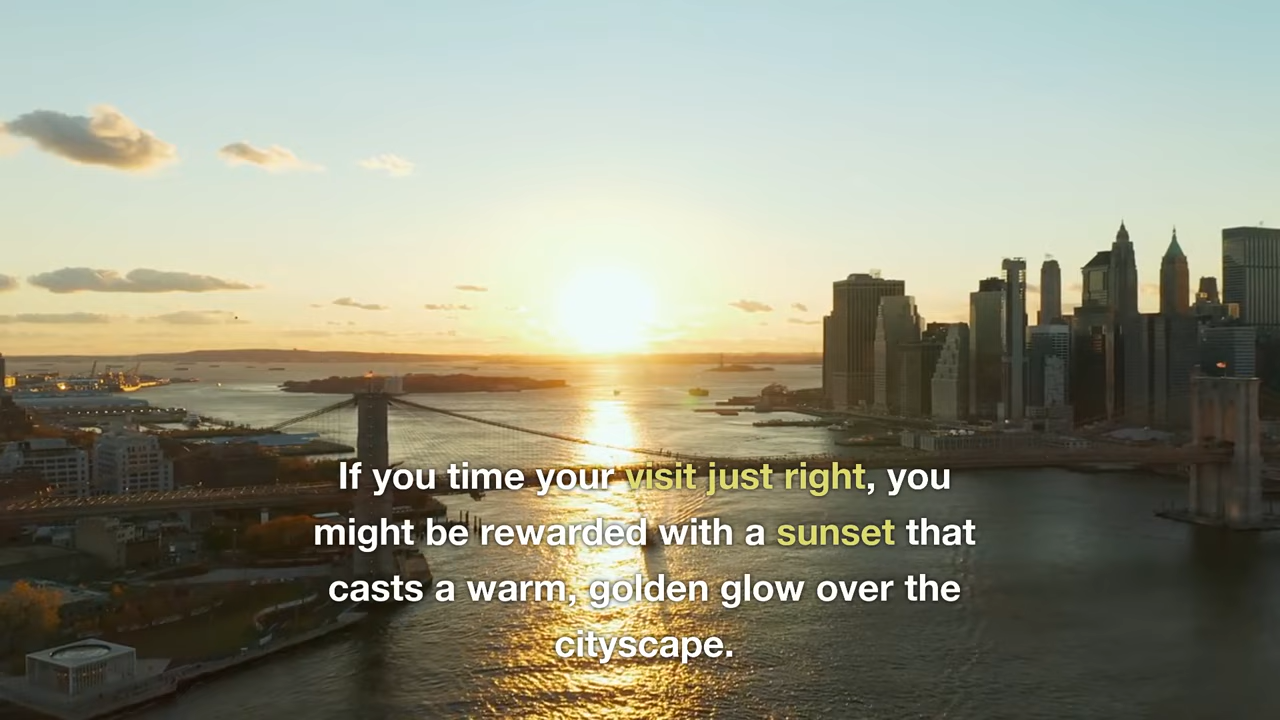 If you time your visit just right, you
might be rewarded with a sunset that
casts a warm, golden glow over the
cityscape.